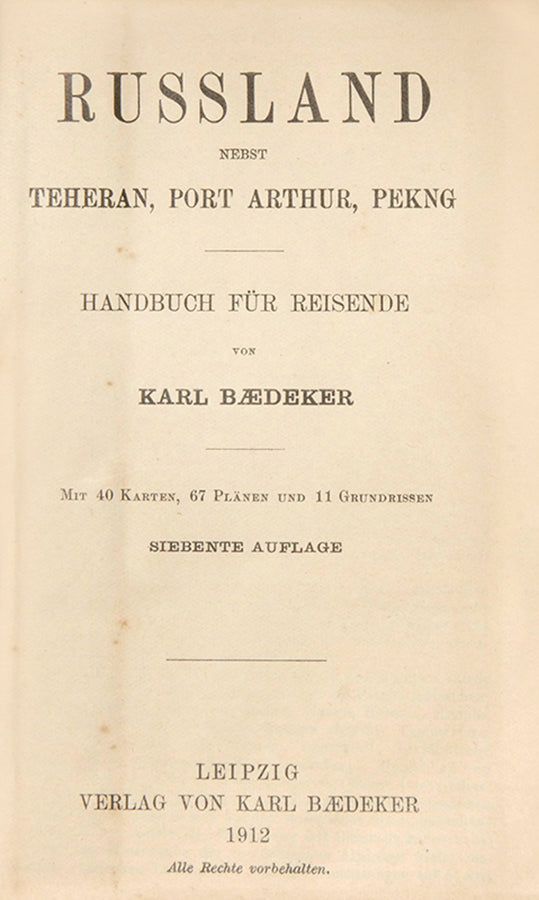 RUSSLAND
NEBST
TEHERAN, PORT ARTHUR, PEKNG
HANDBUCH FÜR REISENDE
VON
KARL BÆDEKER
MIT 40 KARTEN, 67 PLÄNEN UND 11 GRUNDRISSEN
SIEBENTE AUFLAGE
LEIPZIG
VERLAG VON KARL BÆDEKER
1912
Alle Rechte vorbehalten.